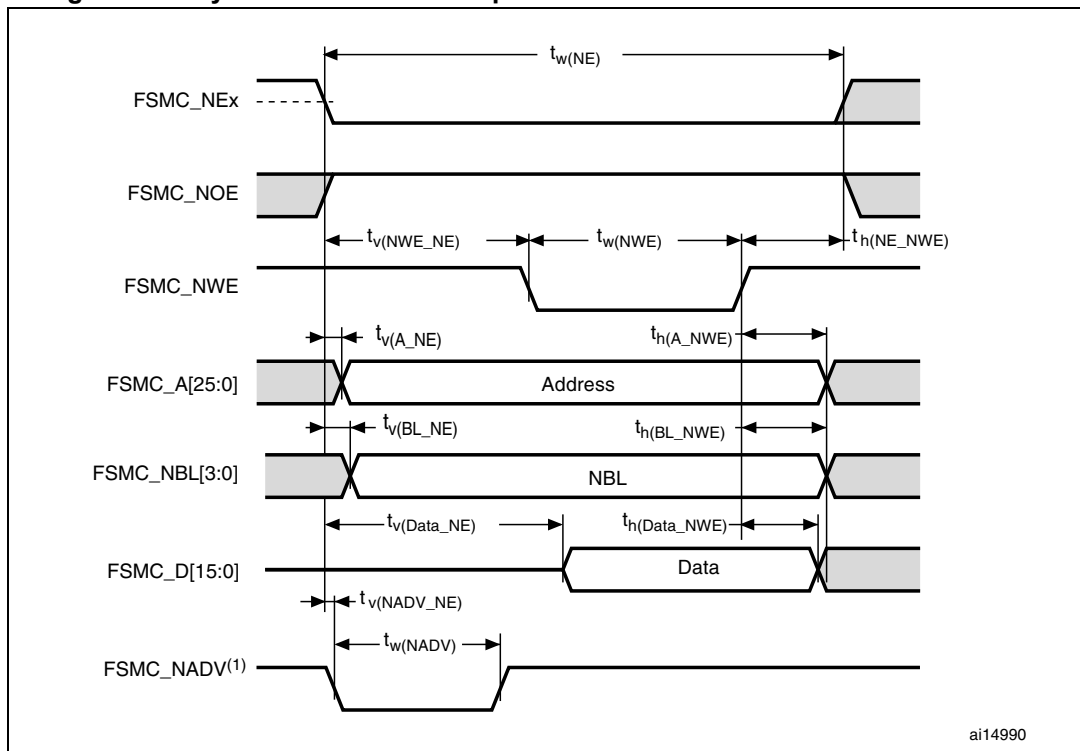 tw(NE)
FSMC_NEx
FSMC_NOE
tv(NWE_NE)
tw(NWE)
th(NE_NWE)
FSMC_NWE
tv(A_NE)
th(A_NWE)
FSMC_A[25:0]
Address
tv(BL_NE)
th(BL_NWE)
FSMC_NBL[3:0]
NBL
tv(Data_NE)
th(Data_NWE)
FSMC_D[15:0]
Data
tv(NADV_NE)
tw(NADV)
FSMC_NADV(1)
ai14990